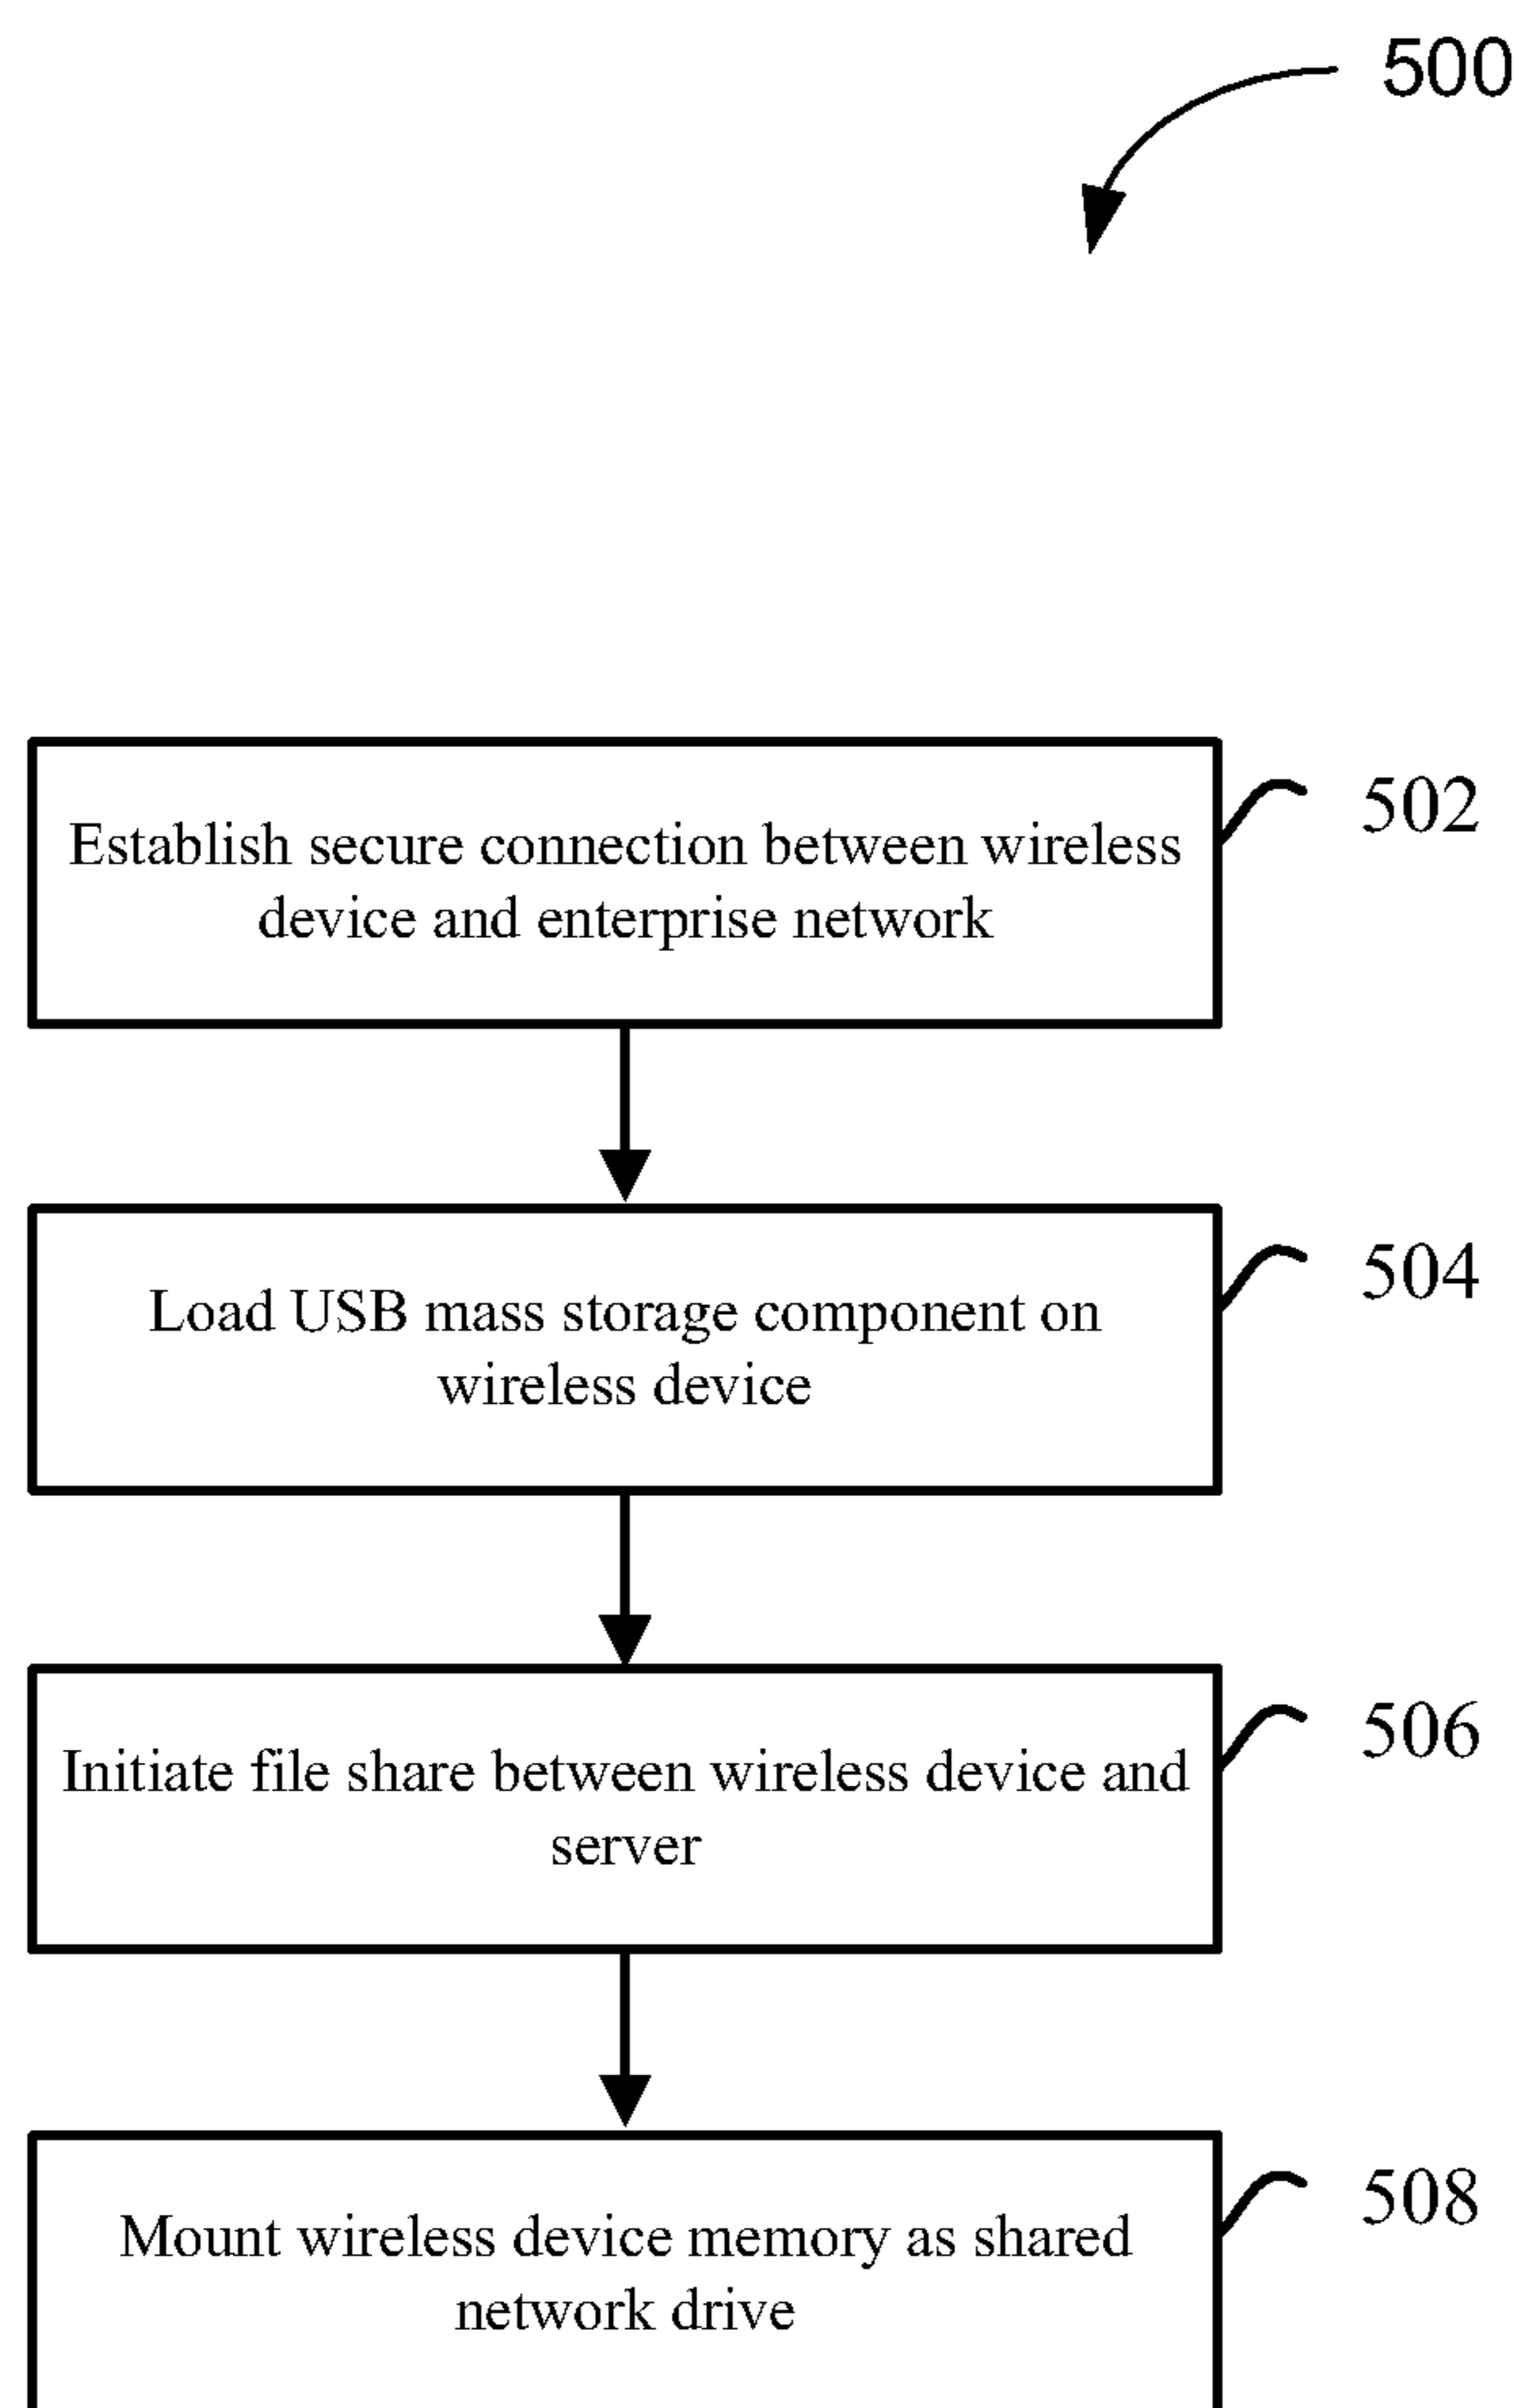 500
Establish secure connection between wireless
device and enterprise network
502
Load USB mass storage component on
wireless device
504
Initiate file share between wireless device and
server
506
Mount wireless device memory as shared
network drive
508